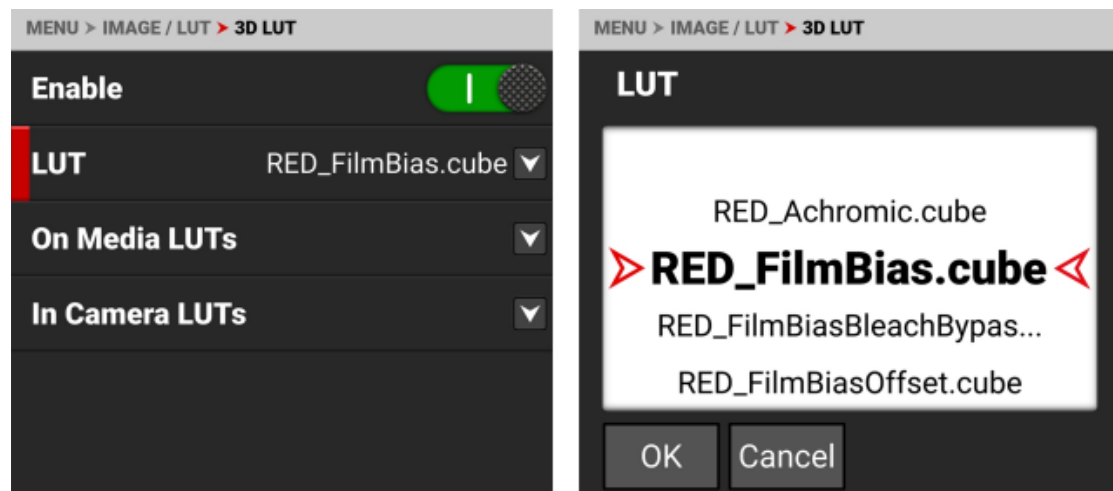 MENU > IMAGE / LUT > 3D LUT
Enable
LUT RED_FilmBias.cube
On Media LUTs
In Camera LUTs
MENU > IMAGE / LUT > 3D LUT
LUT
RED_Achromic.cube
RED_FilmBias.cube
RED_FilmBiasBleachBypas...
RED_FilmBiasOffset.cube
OK Cancel